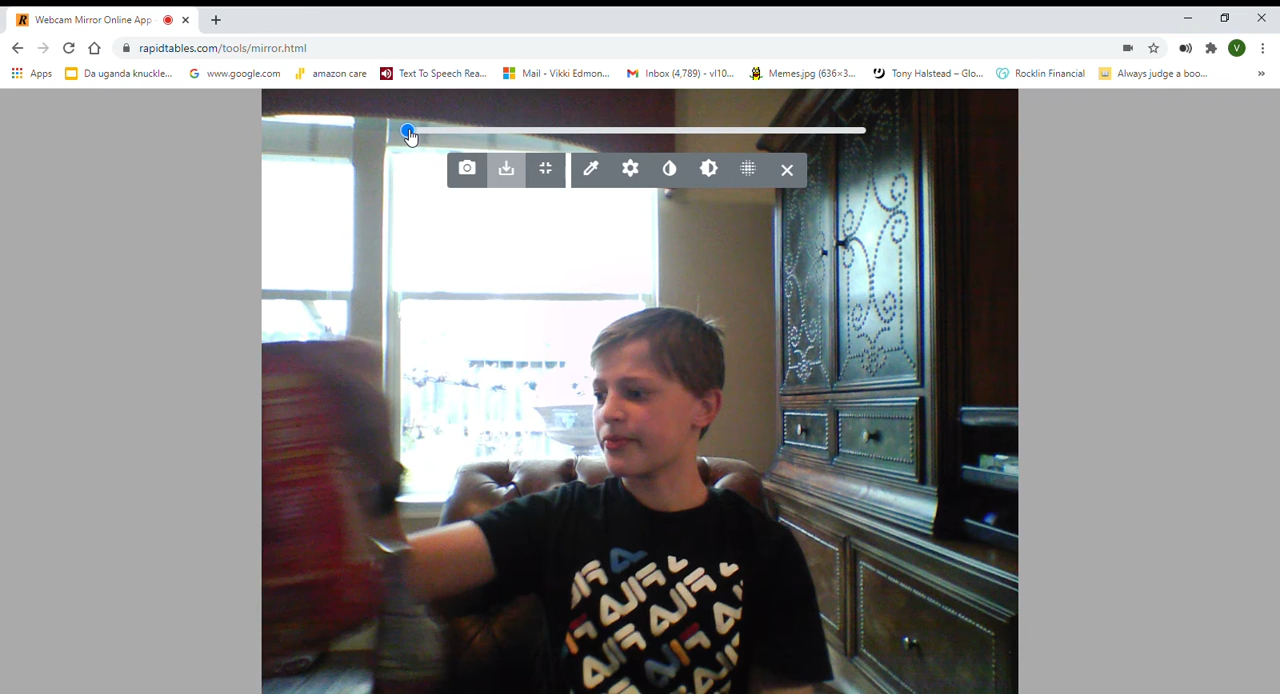 Webcam Mirror Online App
rapidtables.com/tools/mirror.html
V
Apps
Da uganda knuckle...
www.google.com
amazon care
Text To Speech Rea...
Mail - Vikki Edmon...
Inbox (4,789) - vl10...
Memes.jpg (636×3...
Tony Halstead – Glo...
Rocklin Financial
Always judge a boo...
»